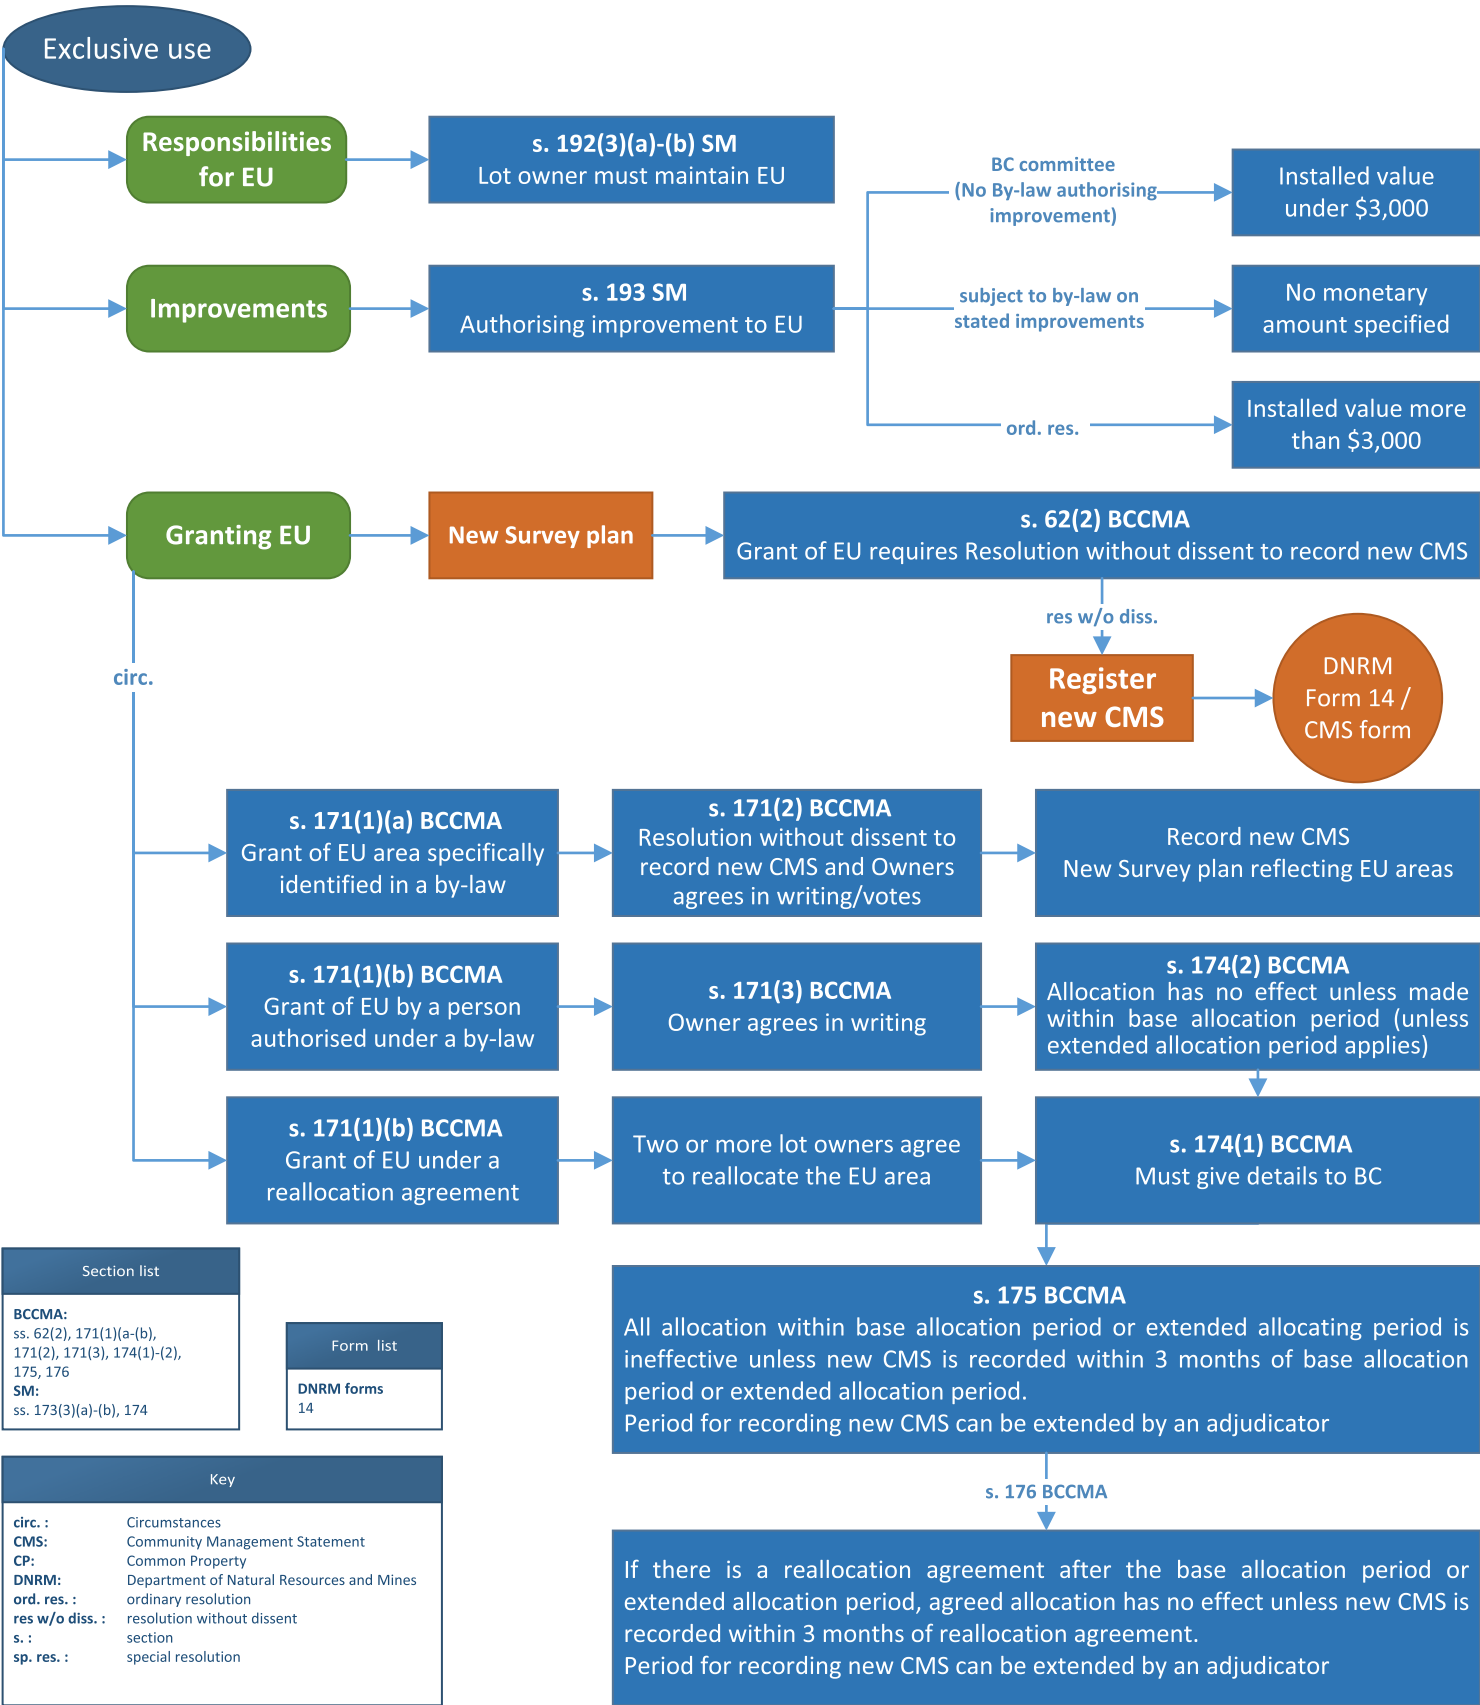 Exclusive use
Responsibilities
for EU
s. 192(3)(a)-(b) SM
Lot owner must maintain EU
BC committee
(No By-law authorising
improvement)
Installed value
under $3,000
Improvements
s. 193 SM
Authorising improvement to EU
subject to by-law on
stated improvements
No monetary
amount specified
ord. res.
Installed value more
than $3,000
Granting EU
New Survey plan
s. 62(2) BCCMA
Grant of EU requires Resolution without dissent to record new CMS
res w/o diss.
Register
new CMS
DNRM
Form 14 /
CMS form
circ.
s. 171(1)(a) BCCMA
Grant of EU area specifically
identified in a by-law
s. 171(2) BCCMA
Resolution without dissent to
record new CMS and Owners
agrees in writing/votes
Record new CMS
New Survey plan reflecting EU areas
s. 171(1)(b) BCCMA
Grant of EU by a person
authorised under a by-law
s. 171(3) BCCMA
Owner agrees in writing
s. 174(2) BCCMA
Allocation has no effect unless made
within base allocation period (unless
extended allocation period applies)
s. 171(1)(b) BCCMA
Grant of EU under a
reallocation agreement
Two or more lot owners agree
to reallocate the EU area
s. 174(1) BCCMA
Must give details to BC
s. 175 BCCMA
All allocation within base allocation period or extended allocating period is
ineffective unless new CMS is recorded within 3 months of base allocation
period or extended allocation period.
Period for recording new CMS can be extended by an adjudicator
s. 176 BCCMA
If there is a reallocation agreement after the base allocation period or
extended allocation period, agreed allocation has no effect unless new CMS is
recorded within 3 months of reallocation agreement.
Period for recording new CMS can be extended by an adjudicator
Section list
BCCMA:
ss. 62(2), 171(1)(a-(b),
171(2), 171(3), 174(1)-(2),
175, 176
SM:
ss. 173(3)(a)-(b), 174
Form list
DNRM forms
14
Key
circ. : Circumstances
CMS: Community Management Statement
CP: Common Property
DNRM: Department of Natural Resources and Mines
ord. res. : ordinary resolution
res w/o diss. : resolution without dissent
s. : section
sp. res. : special resolution